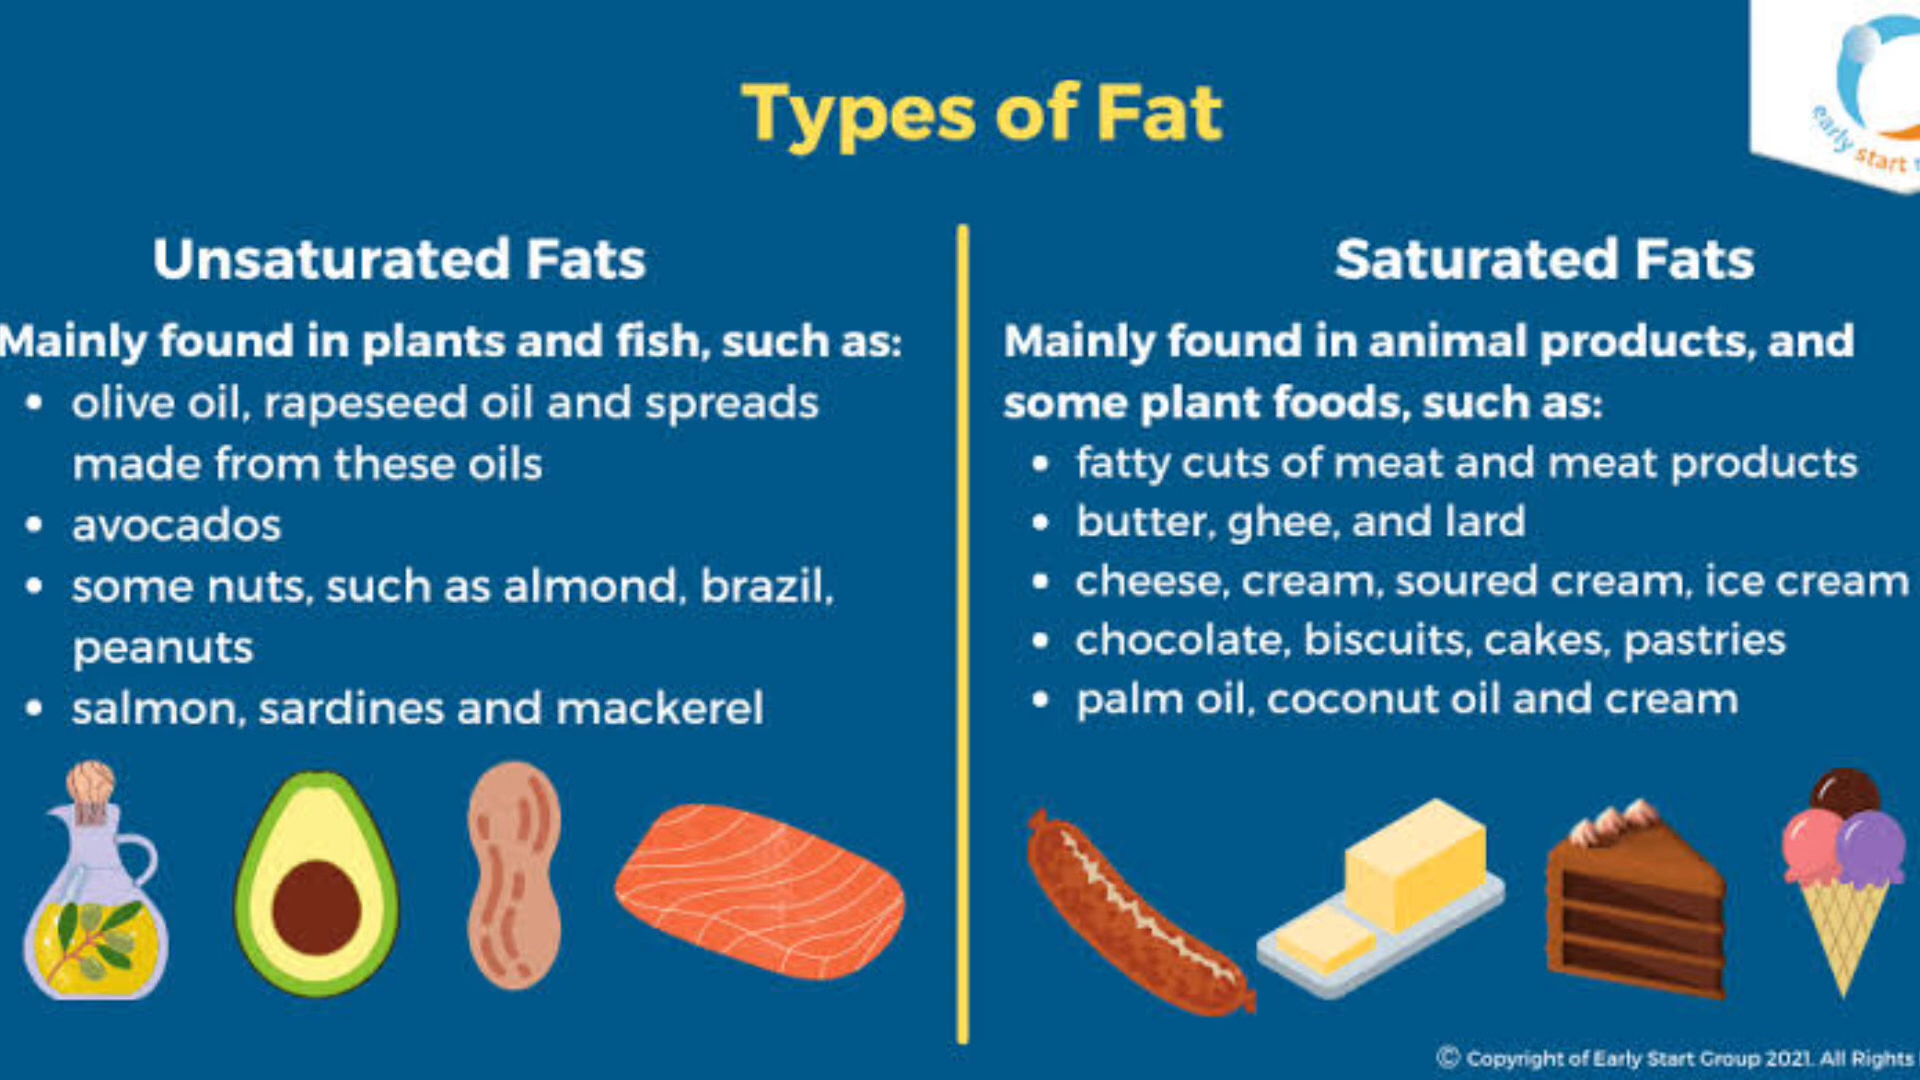 Types of Fat
early start
Unsaturated Fats
Mainly found in plants and fish, such as:
• olive oil, rapeseed oil and spreads
made from these oils
• avocados
• some nuts, such as almond, brazil,
peanuts
• salmon, sardines and mackerel
Saturated Fats
Mainly found in animal products, and
some plant foods, such as:
• fatty cuts of meat and meat products
• butter, ghee, and lard
• cheese, cream, soured cream, ice cream
• chocolate, biscuits, cakes, pastries
• palm oil, coconut oil and cream
© Copyright of Early Start Group 2021. All Rights